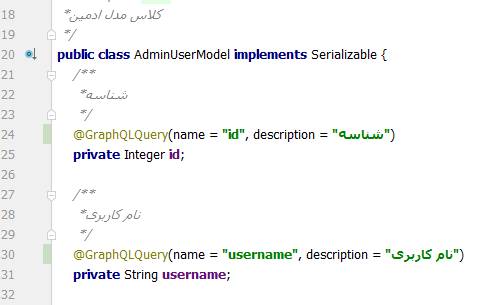 18 *کلاس مدل ادمین
19 */
20 public class AdminUserModel implements Serializable {
21 /**
22 *شناسه
23 */
24 @GraphQLQuery(name = "id", description = "شناسه")
25 private Integer id;
26
27 /**
28 *نام کاربری
29 */
30 @GraphQLQuery(name = "username", description = "نام کاربری")
31 private String username;
32